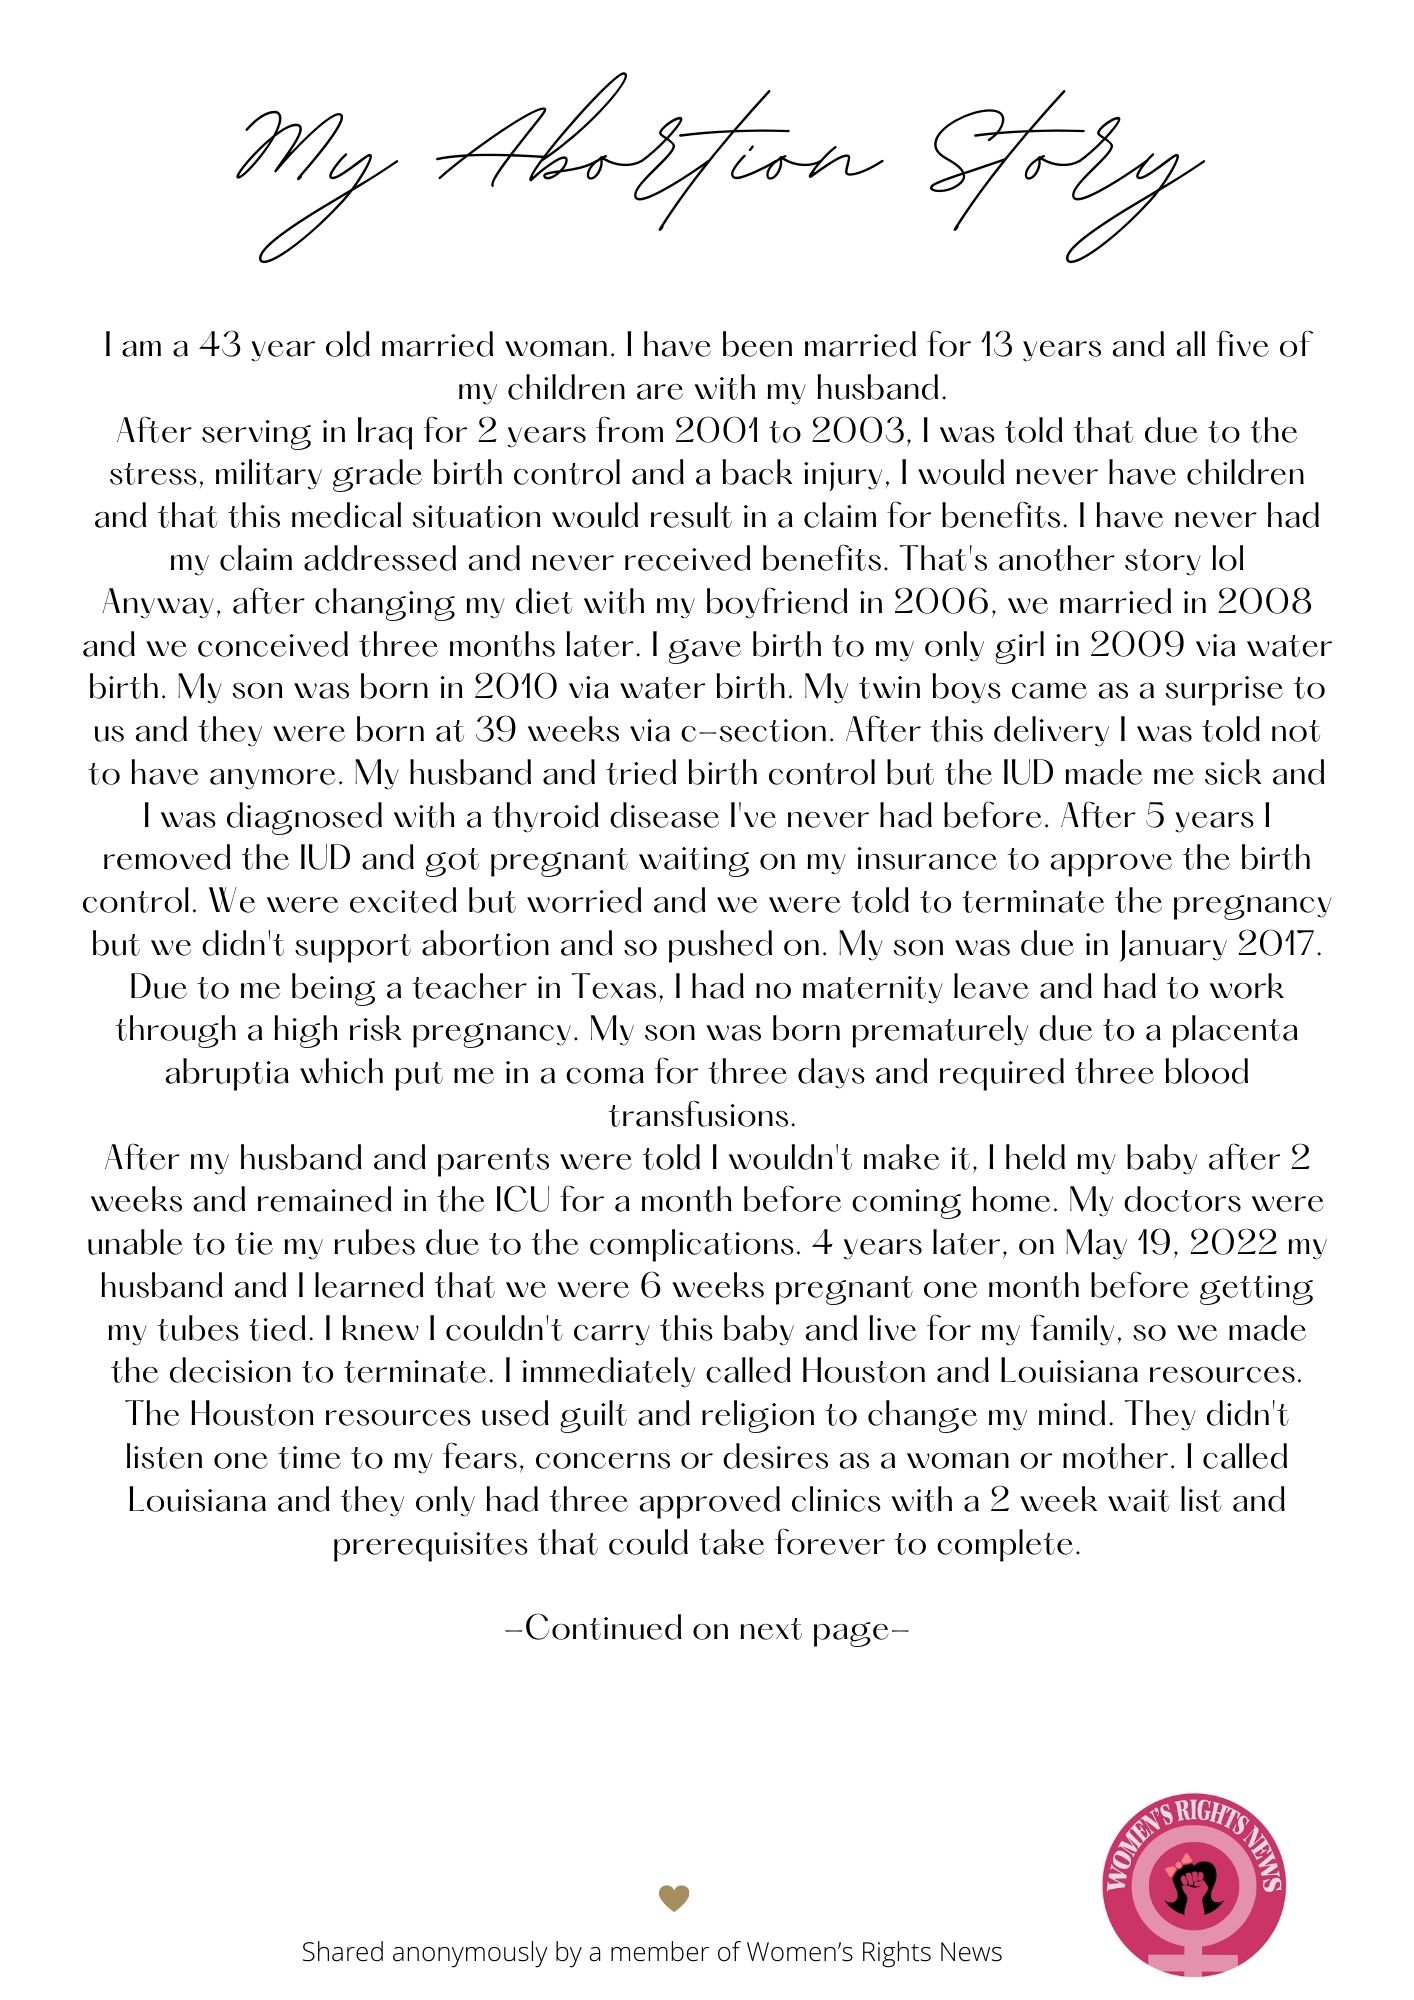 My Abortion Story
I am a 43 year old married woman. I have been married for 13 years and all five of
my children are with my husband.
After serving in Iraq for 2 years from 2001 to 2003, I was told that due to the
stress, military grade birth control and a back injury, I would never have children
and that this medical situation would result in a claim for benefits. I have never had
my claim addressed and never received benefits. That's another story lol
Anyway, after changing my diet with my boyfriend in 2006, we married in 2008
and we conceived three months later. I gave birth to my only girl in 2009 via water
birth. My son was born in 2010 via water birth. My twin boys came as a surprise to
us and they were born at 39 weeks via c-section. After this delivery I was told not
to have anymore. My husband and tried birth control but the IUD made me sick and
I was diagnosed with a thyroid disease I've never had before. After 5 years I
removed the IUD and got pregnant waiting on my insurance to approve the birth
control. We were excited but worried and we were told to terminate the pregnancy
but we didn't support abortion and so pushed on. My son was due in January 2017.
Due to me being a teacher in Texas, I had no maternity leave and had to work
through a high risk pregnancy. My son was born prematurely due to a placenta
abruptia which put me in a coma for three days and required three blood
transfusions.
After my husband and parents were told I wouldn't make it, I held my baby after 2
weeks and remained in the ICU for a month before coming home. My doctors were
unable to tie my rubes due to the complications. 4 years later, on May 19, 2022 my
husband and I learned that we were 6 weeks pregnant one month before getting
my tubes tied. I knew I couldn't carry this baby and live for my family, so we made
the decision to terminate. I immediately called Houston and Louisiana resources.
The Houston resources used guilt and religion to change my mind. They didn't
listen one time to my fears, concerns or desires as a woman or mother. I called
Louisiana and they only had three approved clinics with a 2 week wait list and
prerequisites that could take forever to complete.
-Continued on next page-
WOMEN'S RIGHTS NEWS
Shared anonymously by a member of Women’s Rights News